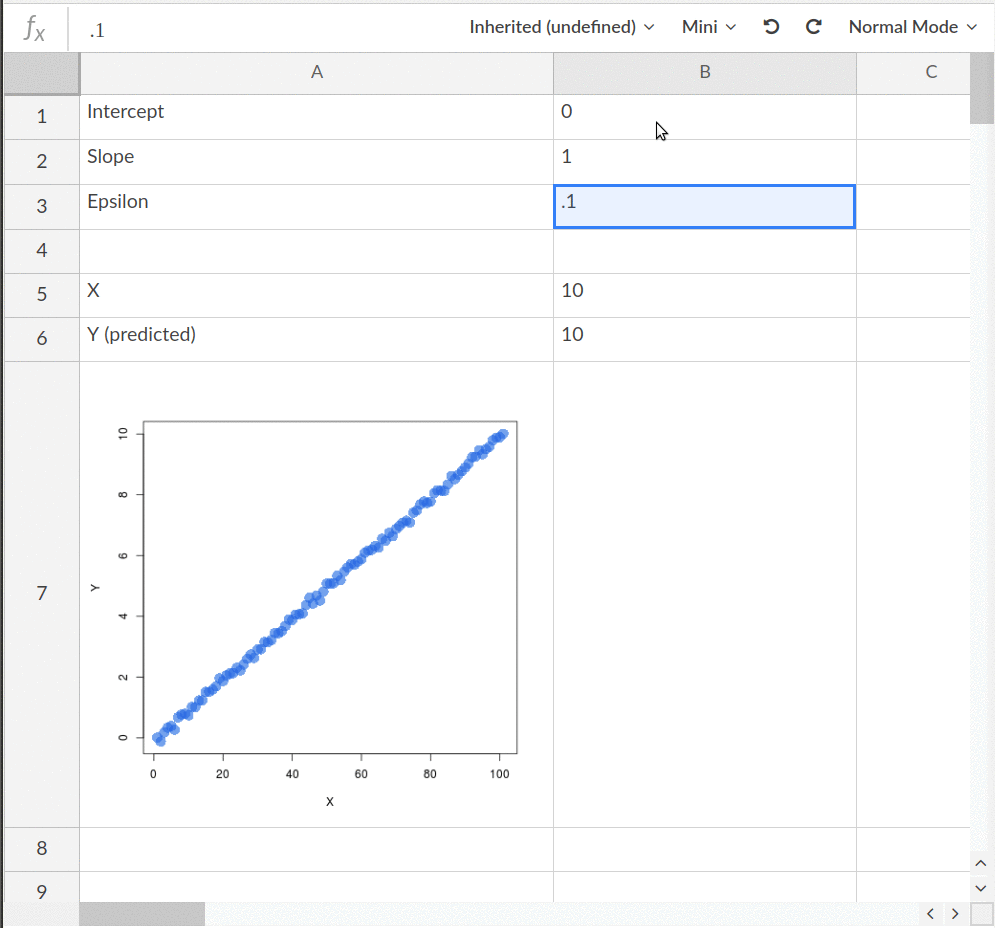 fx .1 Inherited (undefined) Mini Normal Mode
A B C
1 Intercept 0
2 Slope 1
3 Epsilon .1
4
5 X 10
6 Y (predicted) 10
7
10
8
6
Y
4
2
0
0 20 40 60 80 100
X
8
9